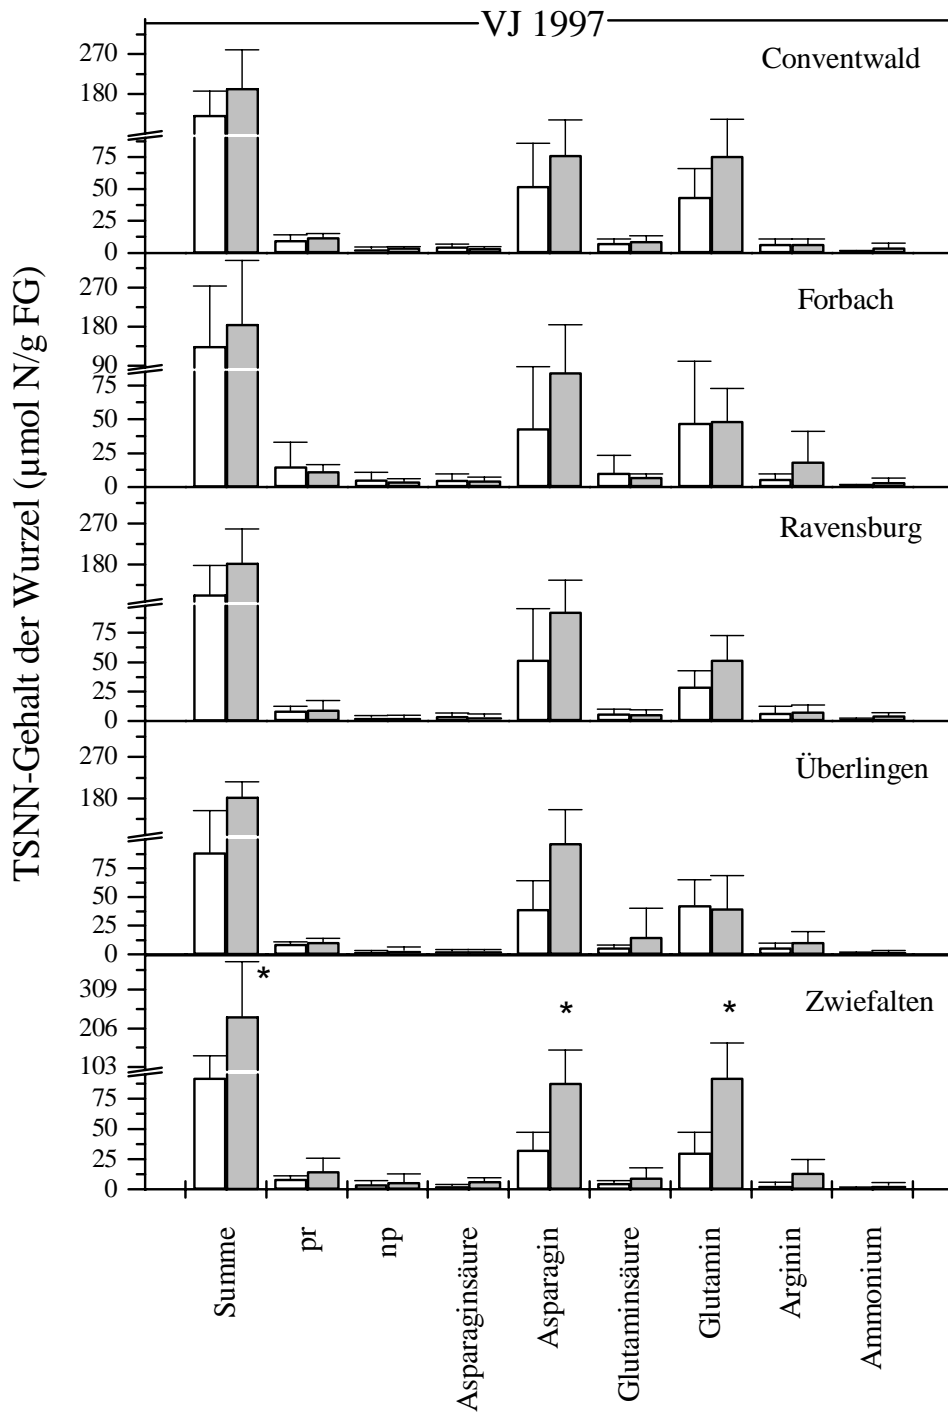 VJ 1997
TSNN-Gehalt der Wurzel (µmol N/g FG)
Conventwald
270
180
75
50
25
0
Forbach
270
180
90
75
50
25
0
Ravensburg
270
180
75
50
25
0
Überlingen
270
180
75
50
25
0
Zwiefalten
309
206
103
75
50
25
0
*
*
*
Summe
pr
np
Asparaginsäure
Asparagin
Glutaminsäure
Glutamin
Arginin
Ammonium